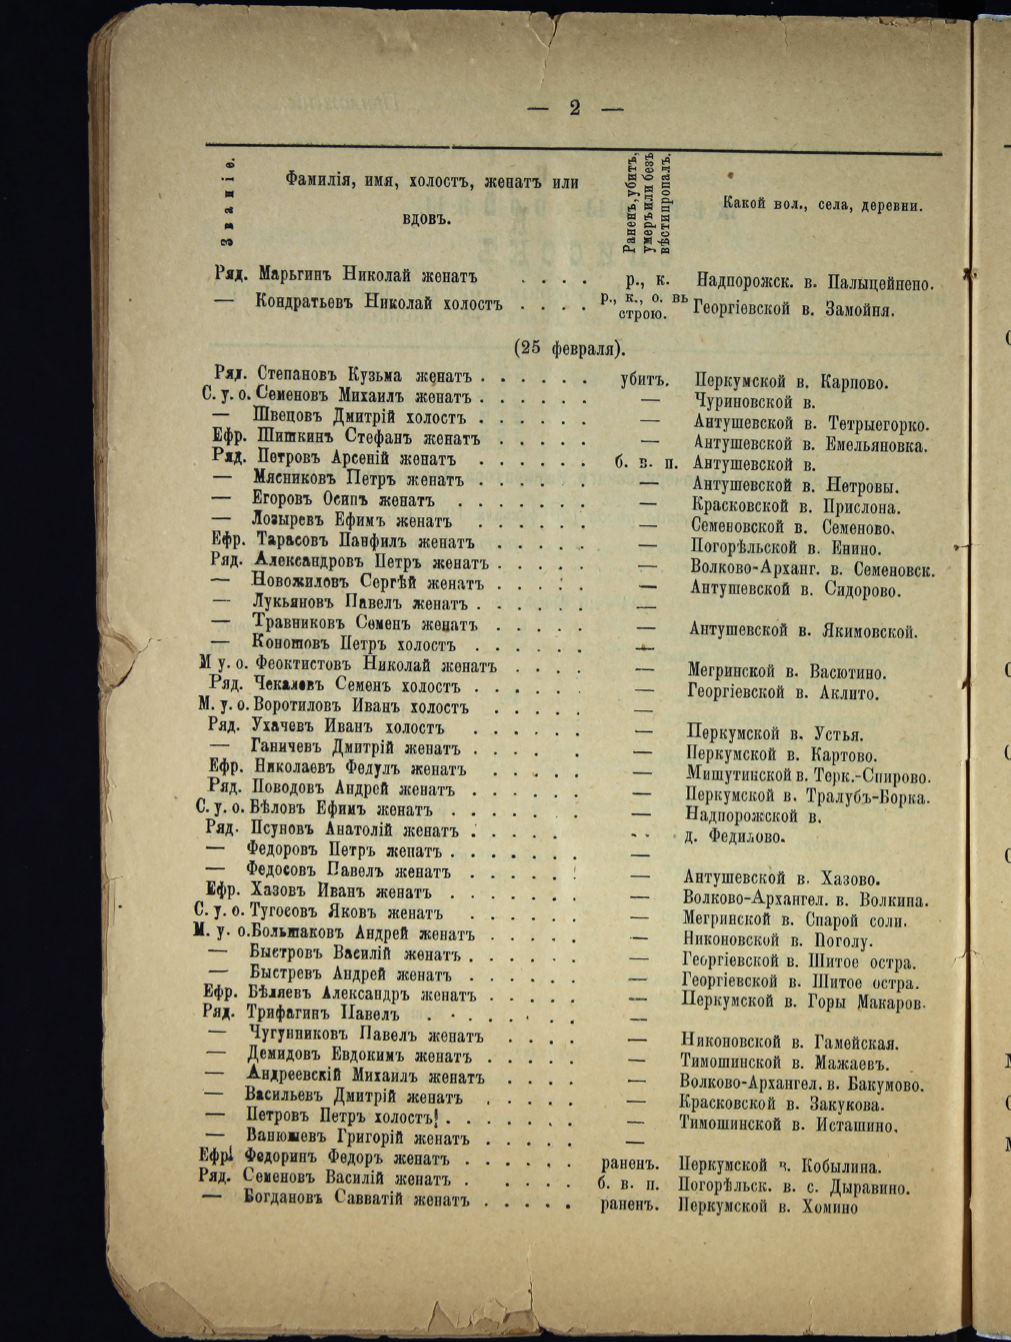 — 2 —
Званіе.
Фамилія, имя, холостъ, женатъ или
вдовъ.
Раненъ, убитъ,
умеръ или безъ
вѣсти пропалъ.
Какой вол., села, деревни.
Ряд. Марьгинъ Николай женатъ . . . . р., к. Надпорожск. в. Палыцейнено.
— Кондратьевъ Николай холостъ . . . . р., к., о. вь строю. Георгіевской в. Замойня.
(25 февраля).
Ряд. Степановъ Кузьма женатъ . . . . . . убитъ. Перкумской в. Карпово.
С. у. о. Семеновъ Михаилъ женатъ . . . . . . — Чуриновской в.
— Швецовъ Дмитрій холостъ . . . . . . — Антушевской в. Тетрыегорко.
Ефр. Шишкинъ Стефанъ женатъ . . . . . — Антушевской в. Емельяновка.
Ряд. Петровъ Арсеній женатъ . . . . . . б. в. п. Антушевской в.
— Мясниковъ Петръ женатъ . . . . . . — Антушевской в. Нетровы.
— Егоровъ Осипъ женатъ . . . . . . . — Красковской в. Прислона.
— Лозыревъ Ефимъ женатъ . . . . . . — Семеновской в. Семеново.
Ефр. Тарасовъ Панфилъ женатъ . . . . . — Погорѣльской в. Енино.
Ряд. Александровъ Петръ женатъ . . . . . — Волково-Арханг. в. Семеновск.
— Новожиловъ Сергѣй женатъ . . . . . — Антушевской в. Сидорово.
— Лукьяновъ Павелъ женатъ . . . . . . —
— Травниковъ Семенъ женатъ . . . . . — Антушевской в. Якимовской.
— Коношовъ Петръ холостъ . . . . . . —
М у. о. Феоктистовъ Николай женатъ . . . . — Мегринской в. Васютино.
Ряд. Чекалевъ Семенъ холостъ . . . . . . — Георгіевской в. Аклито.
М. у. о. Воротиловъ Иванъ холостъ . . . . . —
Ряд. Ухачевъ Иванъ холостъ . . . . . . — Перкумской в. Устья.
— Ганичевъ Дмитрій женатъ . . . . . . — Перкумской в. Картово.
Ефр. Николаевъ Федулъ женатъ . . . . . — Мишутинской в. Терк.-Спирово.
Ряд. Поводовъ Андрей женатъ . . . . . . — Перкумской в. Тралубъ-Борка.
С. у. о. Бѣловъ Ефимъ женатъ . . . . . . . — Надпорожской в.
Ряд. Псуновъ Анатолій женатъ . . . . . д. Федилово.
— Федоровъ Петръ женатъ . . . . . . . —
— Федосовъ Павелъ женатъ . . . . . . — Антушевской в. Хазово.
Ефр. Хазовъ Иванъ женатъ . . . . . . . — Волково-Архангел. в. Волкина.
С. у. о. Тугосовъ Яковъ женатъ . . . . . . — Мегринской в. Спарой соли.
М. у. о. Большаковъ Андрей женатъ . . . . . — Никоновской в. Поголу.
— Быстровъ Василій женатъ . . . . . . — Георгіевской в. Шитое остра.
— Быстревъ Андрей женатъ . . . . . . — Георгіевской в. Шитое остра.
Ефр. Бѣляевъ Александръ женатъ . . . . . — Перкумской в. Горы Макаров.
Ряд. Трифагинъ Павелъ . . . . . . . —
— Чугунниковъ Павелъ женатъ . . . . — Никоновской в. Гамейская.
— Демидовъ Евдокимъ женатъ . . . . . — Тимошинской в. Мажаевъ.
— Андреевскій Михаилъ женатъ . . . . — Волково-Архангел. в. Бакумово.
— Васильевъ Дмитрій женатъ . . . . . — Красковской в. Закукова.
— Петровъ Петръ холостъ! . . . . . . . — Тимошинской в. Исташино.
— Ванюшевъ Григорій женатъ . . . . . —
Ефр. Федоринъ Федоръ женатъ . . . . . . раненъ. Перкумской в. Кобылина.
Ряд. Семеновъ Василій женатъ . . . . . б. в. п. Погорѣльск. в. с. Дыравино.
— Богдановъ Савватій женатъ . . . . . раненъ. Перкумской в. Хомино